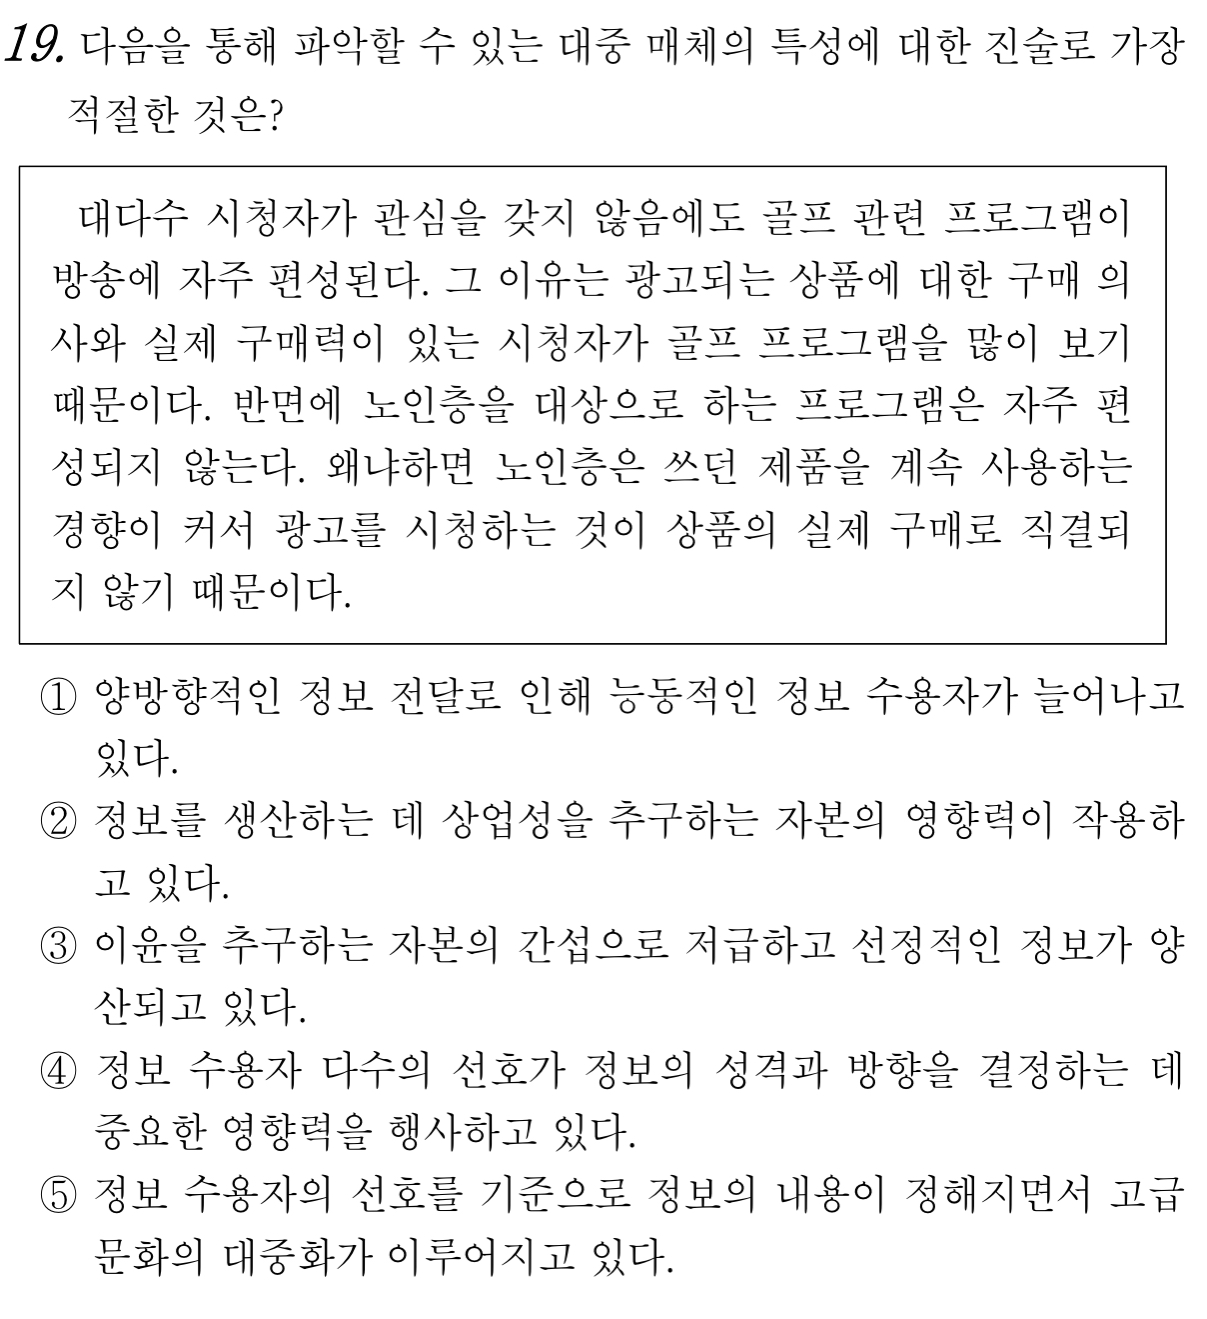 19. 다음을 통해 파악할 수 있는 대중 매체의 특성에 대한 진술로 가장
적절한 것은?
대다수 시청자가 관심을 갖지 않음에도 골프 관련 프로그램이
방송에 자주 편성된다. 그 이유는 광고되는 상품에 대한 구매 의
사와 실제 구매력이 있는 시청자가 골프 프로그램을 많이 보기
때문이다. 반면에 노인층을 대상으로 하는 프로그램은 자주 편
성되지 않는다. 왜냐하면 노인층은 쓰던 제품을 계속 사용하는
경향이 커서 광고를 시청하는 것이 상품의 실제 구매로 직결되
지 않기 때문이다.
① 양방향적인 정보 전달로 인해 능동적인 정보 수용자가 늘어나고
있다.
② 정보를 생산하는 데 상업성을 추구하는 자본의 영향력이 작용하
고 있다.
③ 이윤을 추구하는 자본의 간섭으로 저급하고 선정적인 정보가 양
산되고 있다.
④ 정보 수용자 다수의 선호가 정보의 성격과 방향을 결정하는 데
중요한 영향력을 행사하고 있다.
⑤ 정보 수용자의 선호를 기준으로 정보의 내용이 정해지면서 고급
문화의 대중화가 이루어지고 있다.